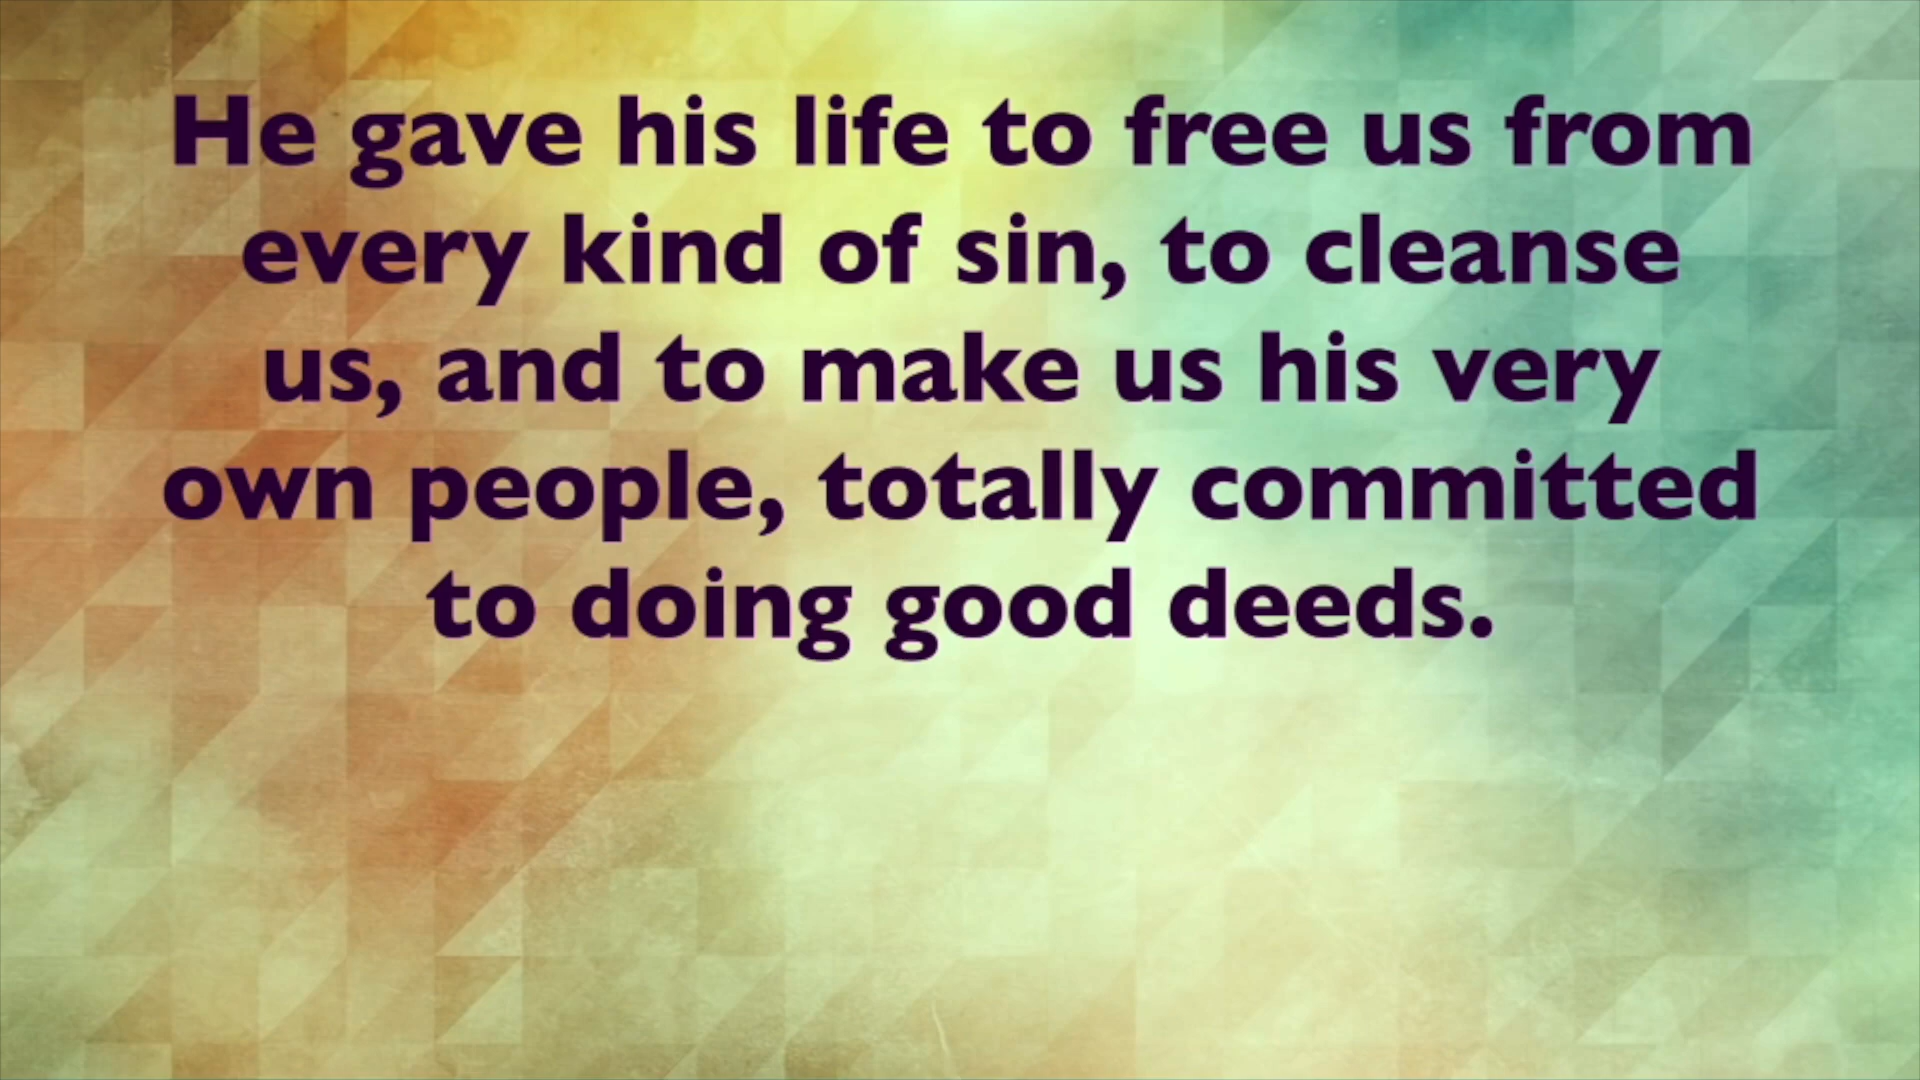 He gave his life to free us from
every kind of sin, to cleanse
us, and to make us his very
own people, totally committed
to doing good deeds.